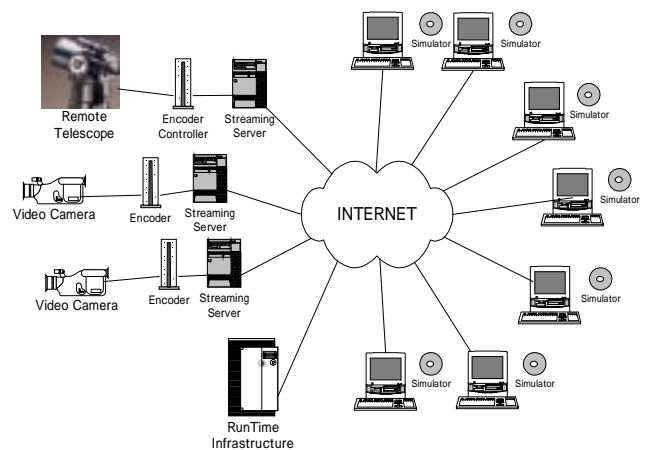 Simulator
Simulator
Remote
Telescope
Encoder
Controller
Streaming
Server
Simulator
Video Camera
Encoder
Streaming
Server
INTERNET
Simulator
Video Camera
Encoder
Streaming
Server
Simulator
Simulator
Simulator
RunTime
Infrastructure